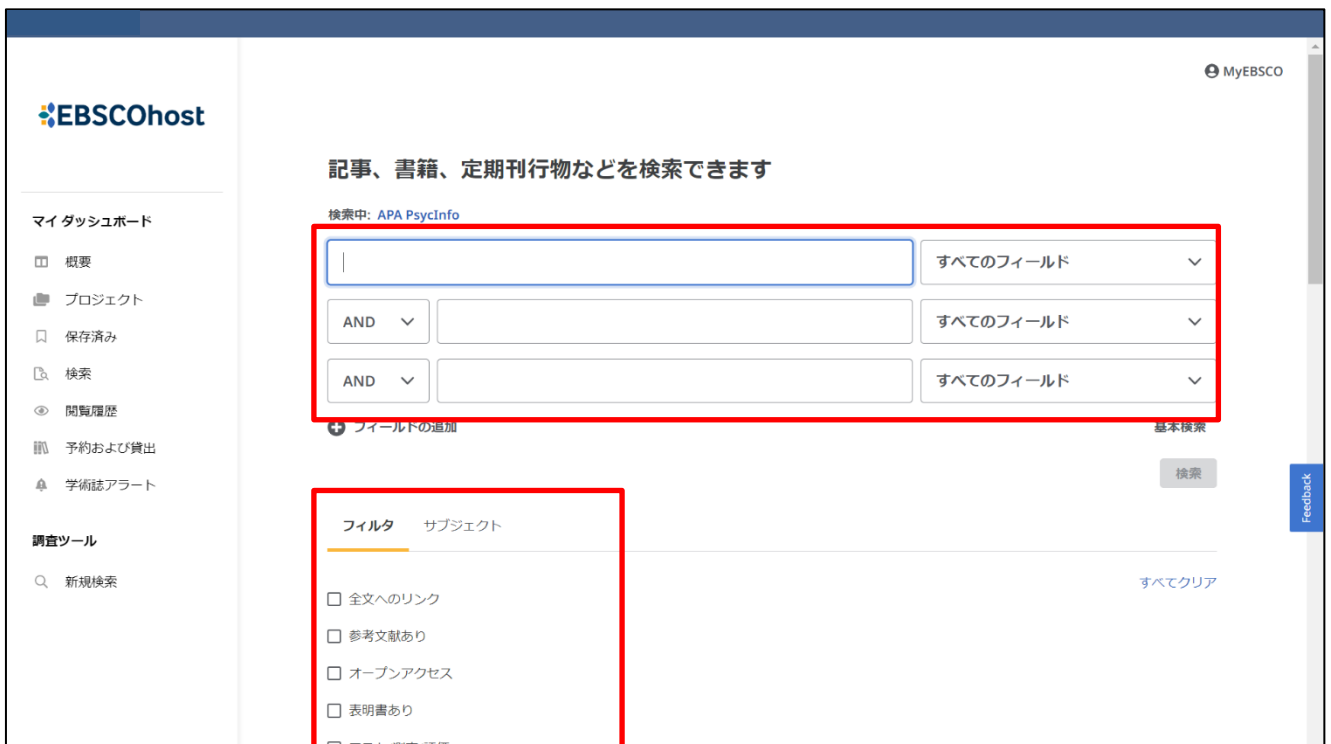 MyEBSCO
EBSCOhost
記事、書籍、定期刊行物などを検索できます
検索中: APA PsycInfo
すべてのフィールド
AND
すべてのフィールド
AND
すべてのフィールド
フィールドの追加
基本検索
検索
フィルタ サブジェクト
すべてクリア
全文へのリンク
参考文献あり
オープンアクセス
表明書あり
マイ ダッシュボード
概要
プロジェクト
保存済み
検索
閲覧履歴
予約および貸出
学術誌アラート
調査ツール
新規検索
Feedback